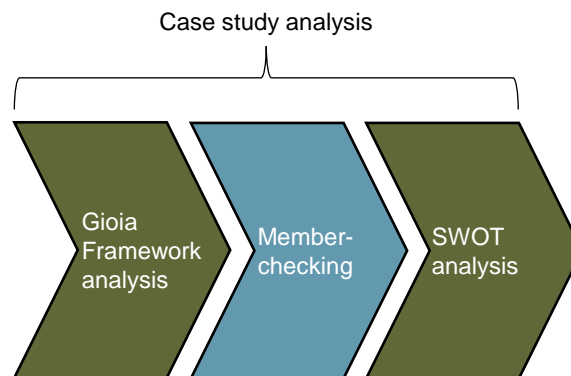 Case study analysis
Gioia
Framework
analysis
Member-
checking
SWOT
analysis